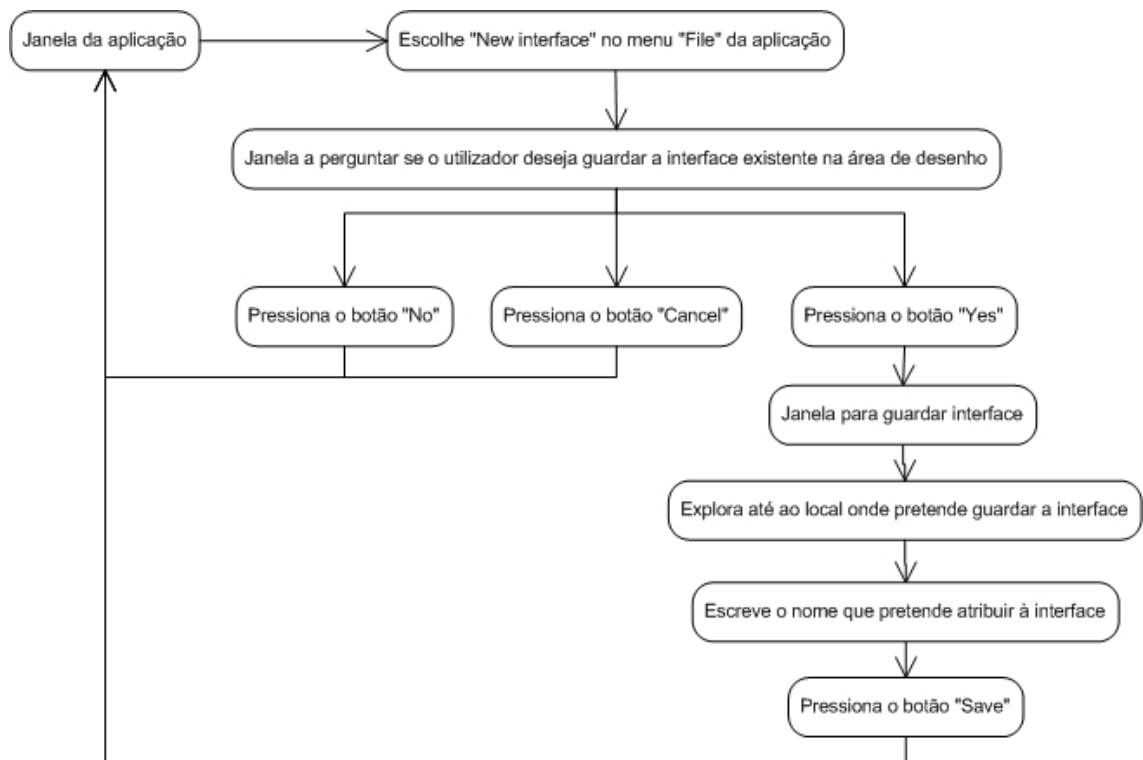 Janela da aplicação
Escolhe "New interface" no menu "File" da aplicação
Janela a perguntar se o utilizador deseja guardar a interface existente na área de desenho
Pressiona o botão "No"
Pressiona o botão "Cancel"
Pressiona o botão "Yes"
Janela para guardar interface
Explora até ao local onde pretende guardar a interface
Escreve o nome que pretende atribuir à interface
Pressiona o botão "Save"